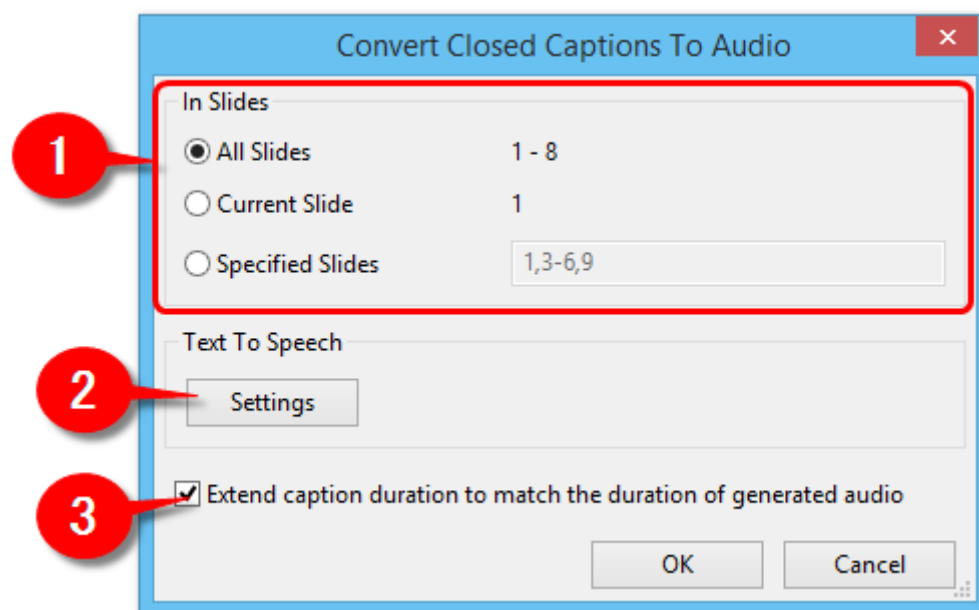 Convert Closed Captions To Audio
In Slides
1
All Slides 1 - 8
Current Slide 1
Specified Slides 1,3-6,9
Text To Speech
2
Settings
3
Extend caption duration to match the duration of generated audio
OK Cancel